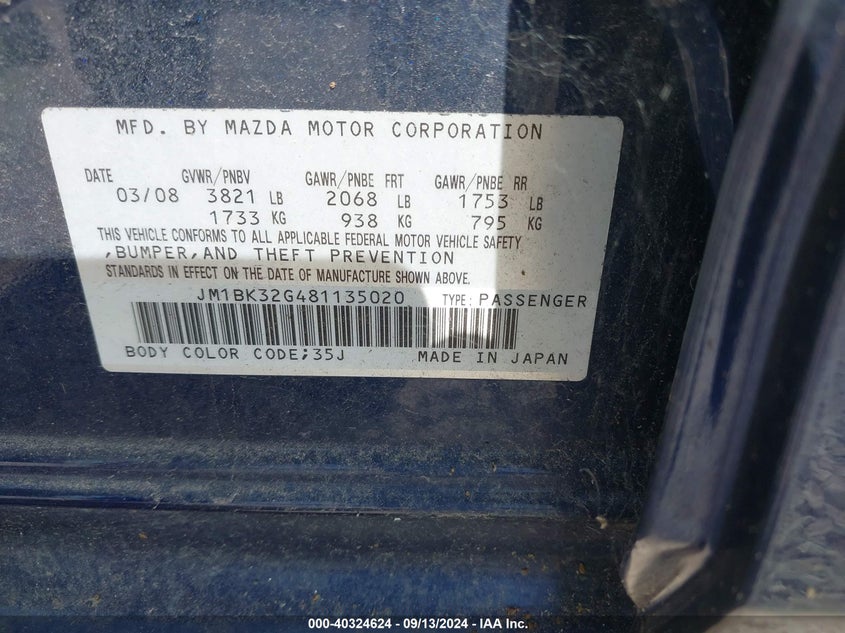 MFD. BY MAZDA MOTOR CORPORATION
DATE GVWR/PNBV GAWR/PNBE FRT GAWR/PNBE RR
03/08 3821 LB 2068 LB 1753 LB
1733 KG 938 KG 795 KG
THIS VEHICLE CONFORMS TO ALL APPLICABLE FEDERAL MOTOR VEHICLE SAFETY
,BUMPER,AND THEFT PREVENTION
STANDARDS IN EFFECT ON THE DATE OF MANUFACTURE SHOWN ABOVE.
JM1BK32G481135020 TYPE: PASSENGER
BODY COLOR CODE;35J MADE IN JAPAN
000-40324624 - 09/13/2024 - IAA Inc.